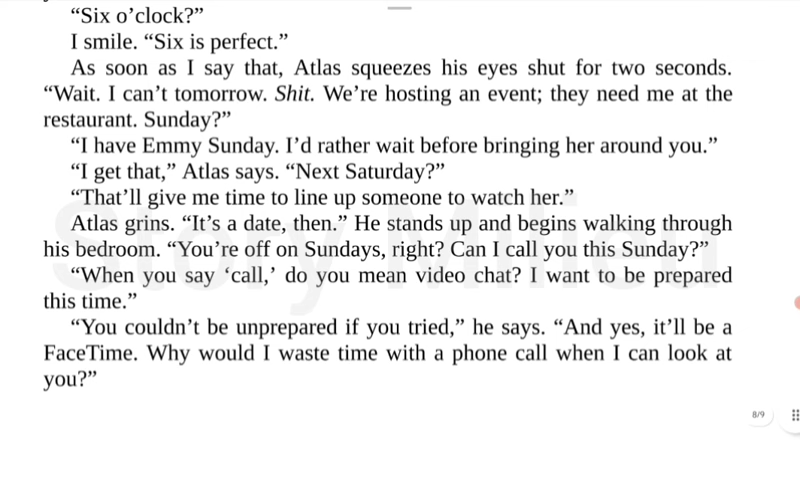 “Six o’clock?”
I smile. “Six is perfect.”
As soon as I say that, Atlas squeezes his eyes shut for two seconds.
“Wait. I can’t tomorrow. Shit. We’re hosting an event; they need me at the
restaurant. Sunday?”
“I have Emmy Sunday. I’d rather wait before bringing her around you.”
“I get that,” Atlas says. “Next Saturday?”
“That’ll give me time to line up someone to watch her.”
Atlas grins. “It’s a date, then.” He stands up and begins walking through
his bedroom. “You’re off on Sundays, right? Can I call you this Sunday?”
“When you say ‘call,’ do you mean video chat? I want to be prepared
this time.”
“You couldn’t be unprepared if you tried,” he says. “And yes, it’ll be a
FaceTime. Why would I waste time with a phone call when I can look at
you?”
8/9